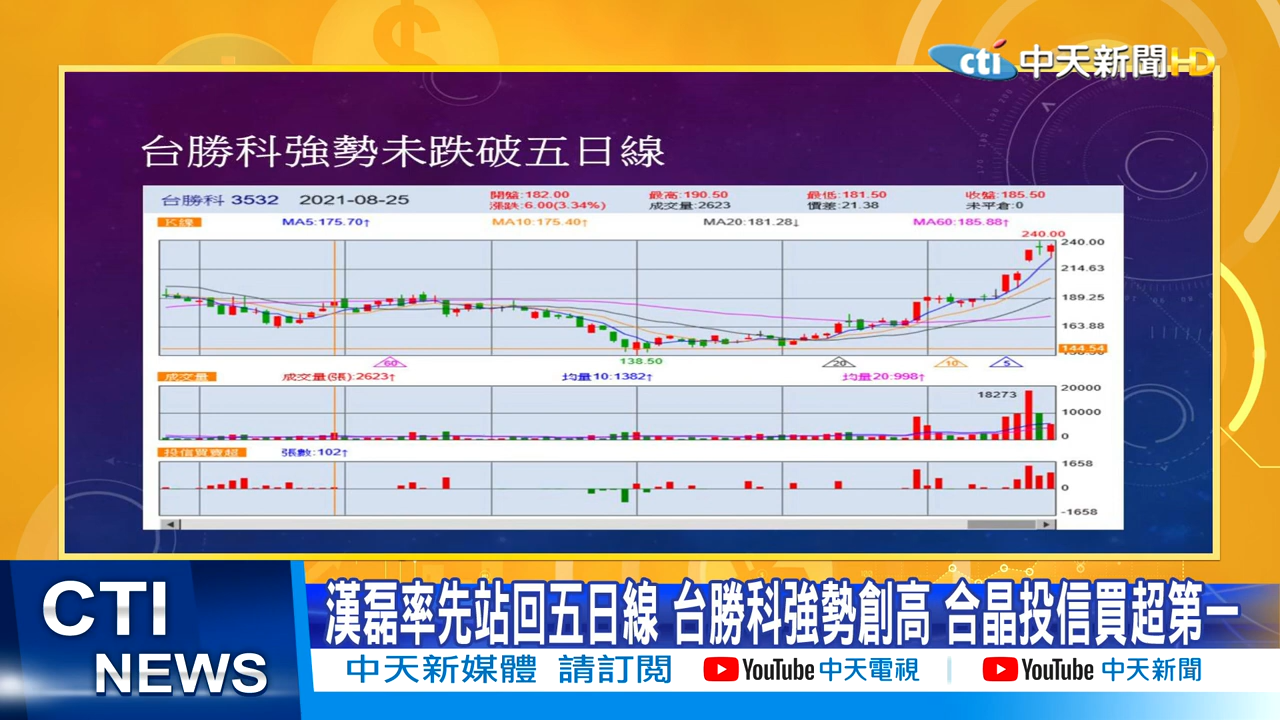 cti 中天新聞HD
台勝科強勢未跌破五日線
台勝科 3532 2021-08-25 開盤:182.00 最高:190.50 最低:181.50 收盤:185.50
漲跌:6.00(3.34%) 成交量:2623 價差:21.38 未平倉:0
K線 MA5:175.70↑ MA10:175.40↑ MA20:181.28↓ MA60:185.88↑
240.00
240.00
214.63
189.25
163.88
144.54
138.50
60 20 10 5
成交量 成交量(張):2623↑ 均量10:1382↑ 均量20:998↑
18273
20000
10000
0
投信買賣超 張數:102↑
1658
0
-1658
CTI
NEWS
漢磊率先站回五日線 台勝科強勢創高 合晶投信買超第一
中天新媒體 請訂閱 YouTube 中天電視 YouTube 中天新聞